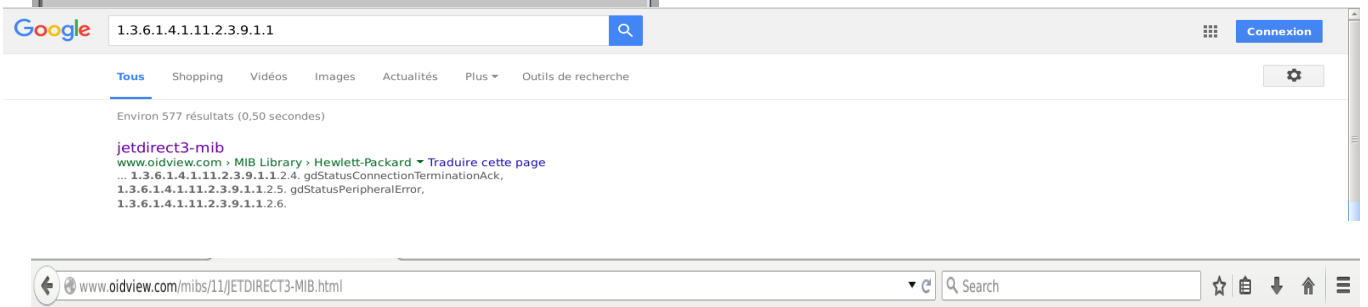 Google 1.3.6.1.4.1.11.2.3.9.1.1 Connexion
Tous Shopping Vidéos Images Actualités Plus Outils de recherche
Environ 577 résultats (0,50 secondes)
jetdirect3-mib
www.oidview.com › MIB Library › Hewlett-Packard Traduire cette page
... 1.3.6.1.4.1.11.2.3.9.1.1.2.4. gdStatusConnectionTerminationAck,
1.3.6.1.4.1.11.2.3.9.1.1.2.5. gdStatusPeripheralError,
1.3.6.1.4.1.11.2.3.9.1.1.2.6.
www.oidview.com/mibs/11/JETDIRECT3-MIB.html Search